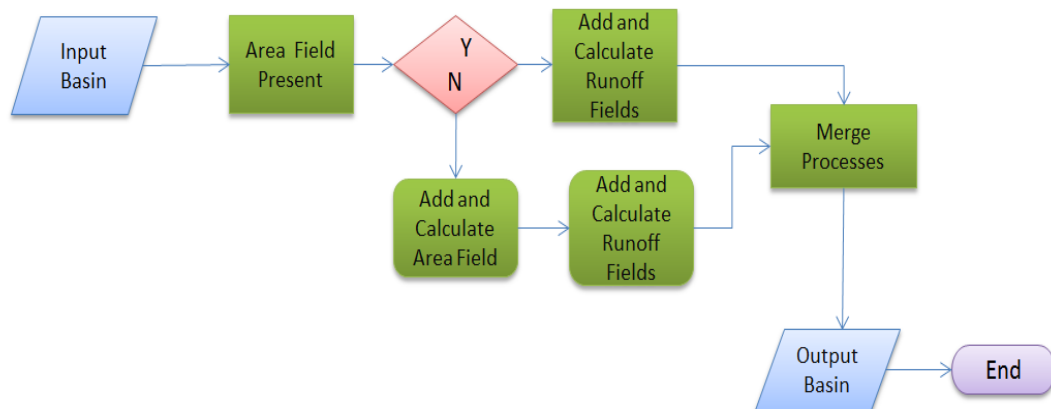 Input
Basin
Area Field
Present
Y
N
Add and
Calculate
Runoff
Fields
Merge
Processes
Add and
Calculate
Area Field
Add and
Calculate
Runoff
Fields
Output
Basin
End